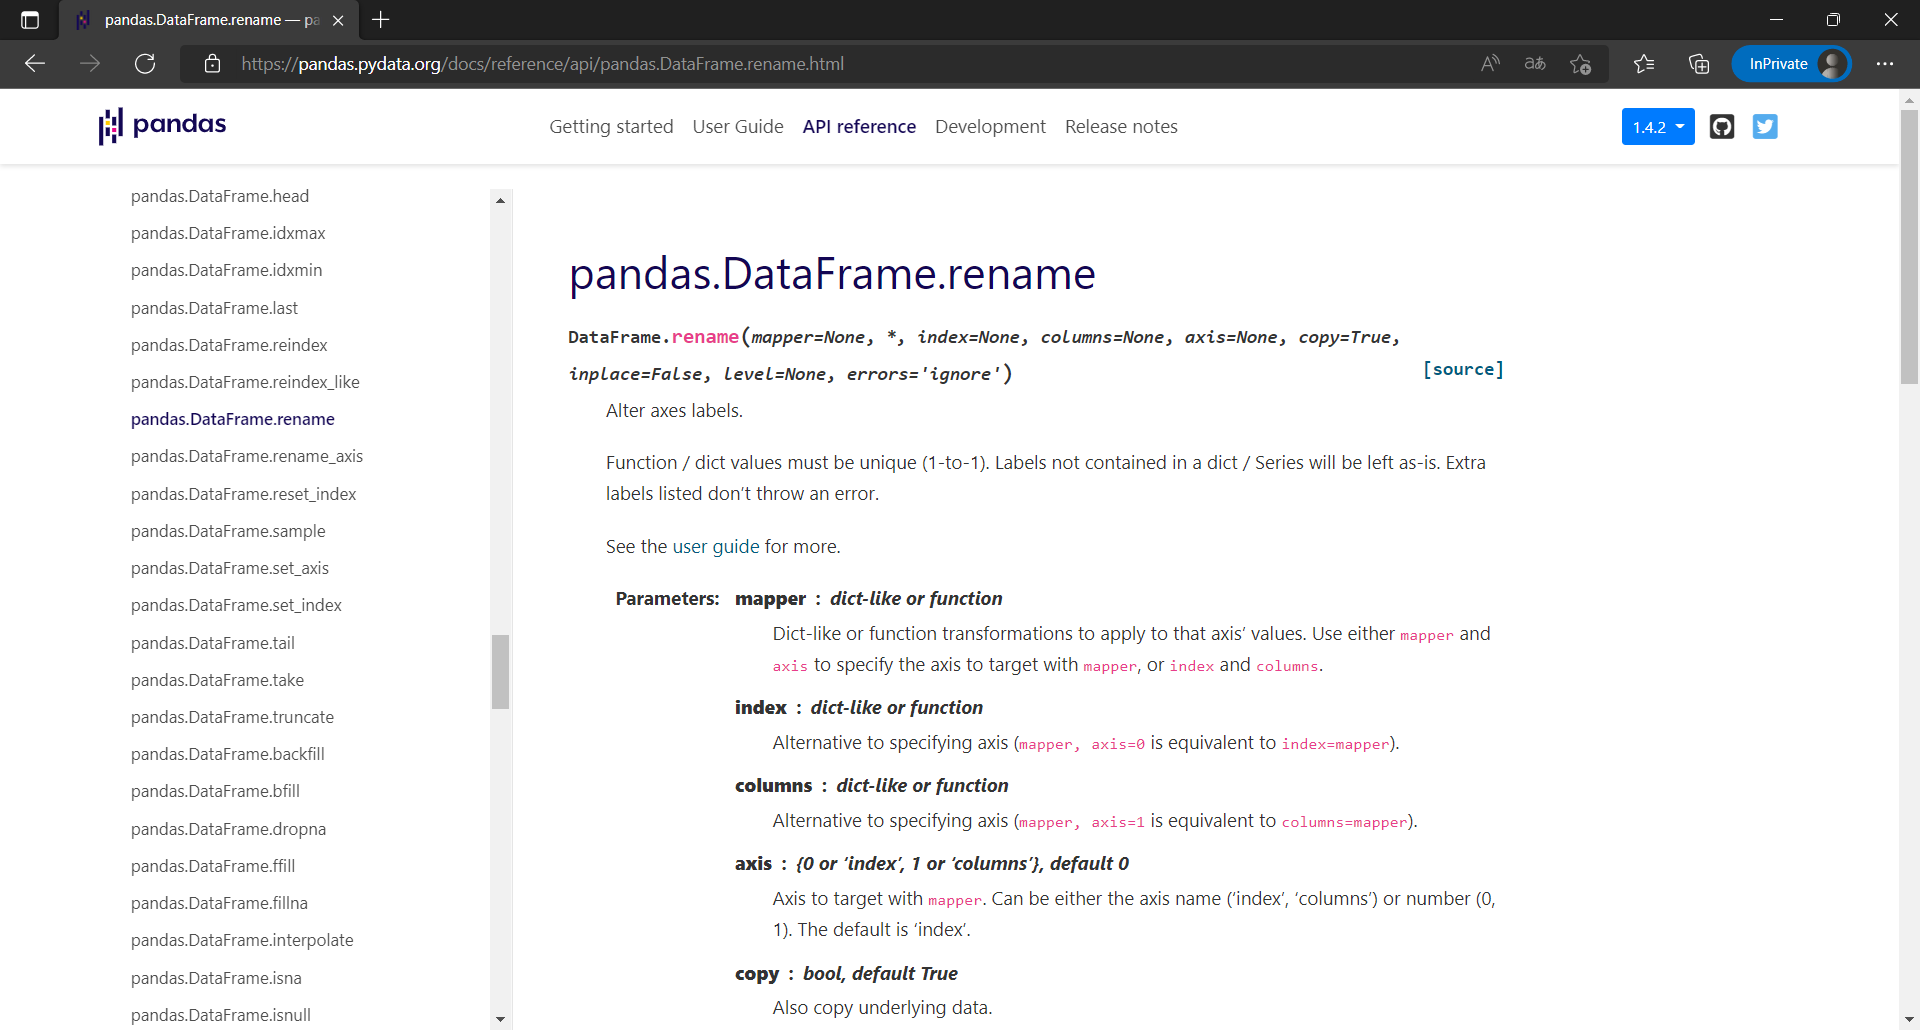 pandas.DataFrame.rename — pa
https://pandas.pydata.org/docs/reference/api/pandas.DataFrame.rename.html
InPrivate
pandas
Getting started User Guide API reference Development Release notes
1.4.2
pandas.DataFrame.head
pandas.DataFrame.idxmax
pandas.DataFrame.idxmin
pandas.DataFrame.last
pandas.DataFrame.reindex
pandas.DataFrame.reindex_like
pandas.DataFrame.rename
pandas.DataFrame.rename_axis
pandas.DataFrame.reset_index
pandas.DataFrame.sample
pandas.DataFrame.set_axis
pandas.DataFrame.set_index
pandas.DataFrame.tail
pandas.DataFrame.take
pandas.DataFrame.truncate
pandas.DataFrame.backfill
pandas.DataFrame.bfill
pandas.DataFrame.dropna
pandas.DataFrame.ffill
pandas.DataFrame.fillna
pandas.DataFrame.interpolate
pandas.DataFrame.isna
pandas.DataFrame.isnull
pandas.DataFrame.rename
DataFrame.rename(mapper=None, *, index=None, columns=None, axis=None, copy=True,
inplace=False, level=None, errors='ignore')
[source]
Alter axes labels.
Function / dict values must be unique (1-to-1). Labels not contained in a dict / Series will be left as-is. Extra
labels listed don’t throw an error.
See the user guide for more.
Parameters: mapper : dict-like or function
Dict-like or function transformations to apply to that axis’ values. Use either mapper and
axis to specify the axis to target with mapper, or index and columns.
index : dict-like or function
Alternative to specifying axis (mapper, axis=0 is equivalent to index=mapper).
columns : dict-like or function
Alternative to specifying axis (mapper, axis=1 is equivalent to columns=mapper).
axis : {0 or ‘index’, 1 or ‘columns’}, default 0
Axis to target with mapper. Can be either the axis name (‘index’, ‘columns’) or number (0,
1). The default is ‘index’.
copy : bool, default True
Also copy underlying data.